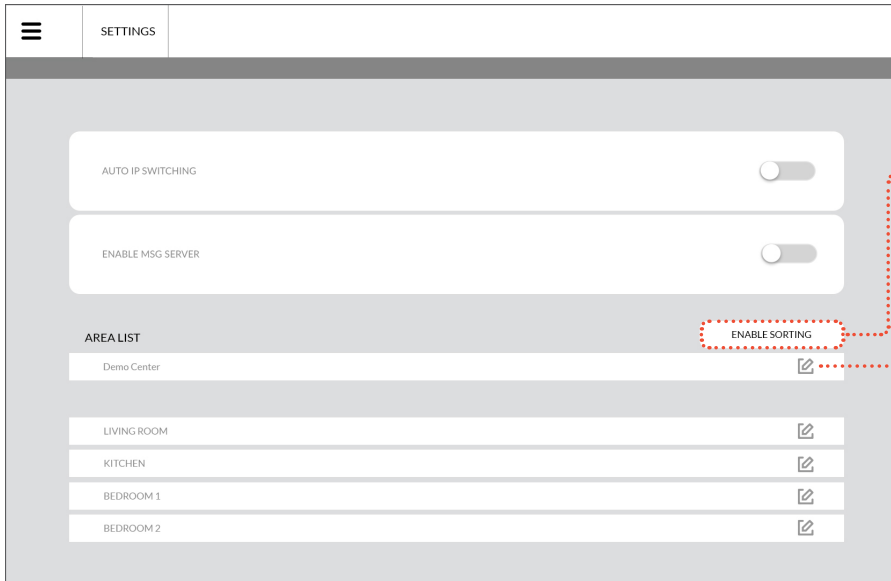 SETTINGS
AUTO IP SWITCHING
ENABLE MSG SERVER
AREA LIST
ENABLE SORTING
Demo Center
LIVING ROOM
KITCHEN
BEDROOM 1
BEDROOM 2